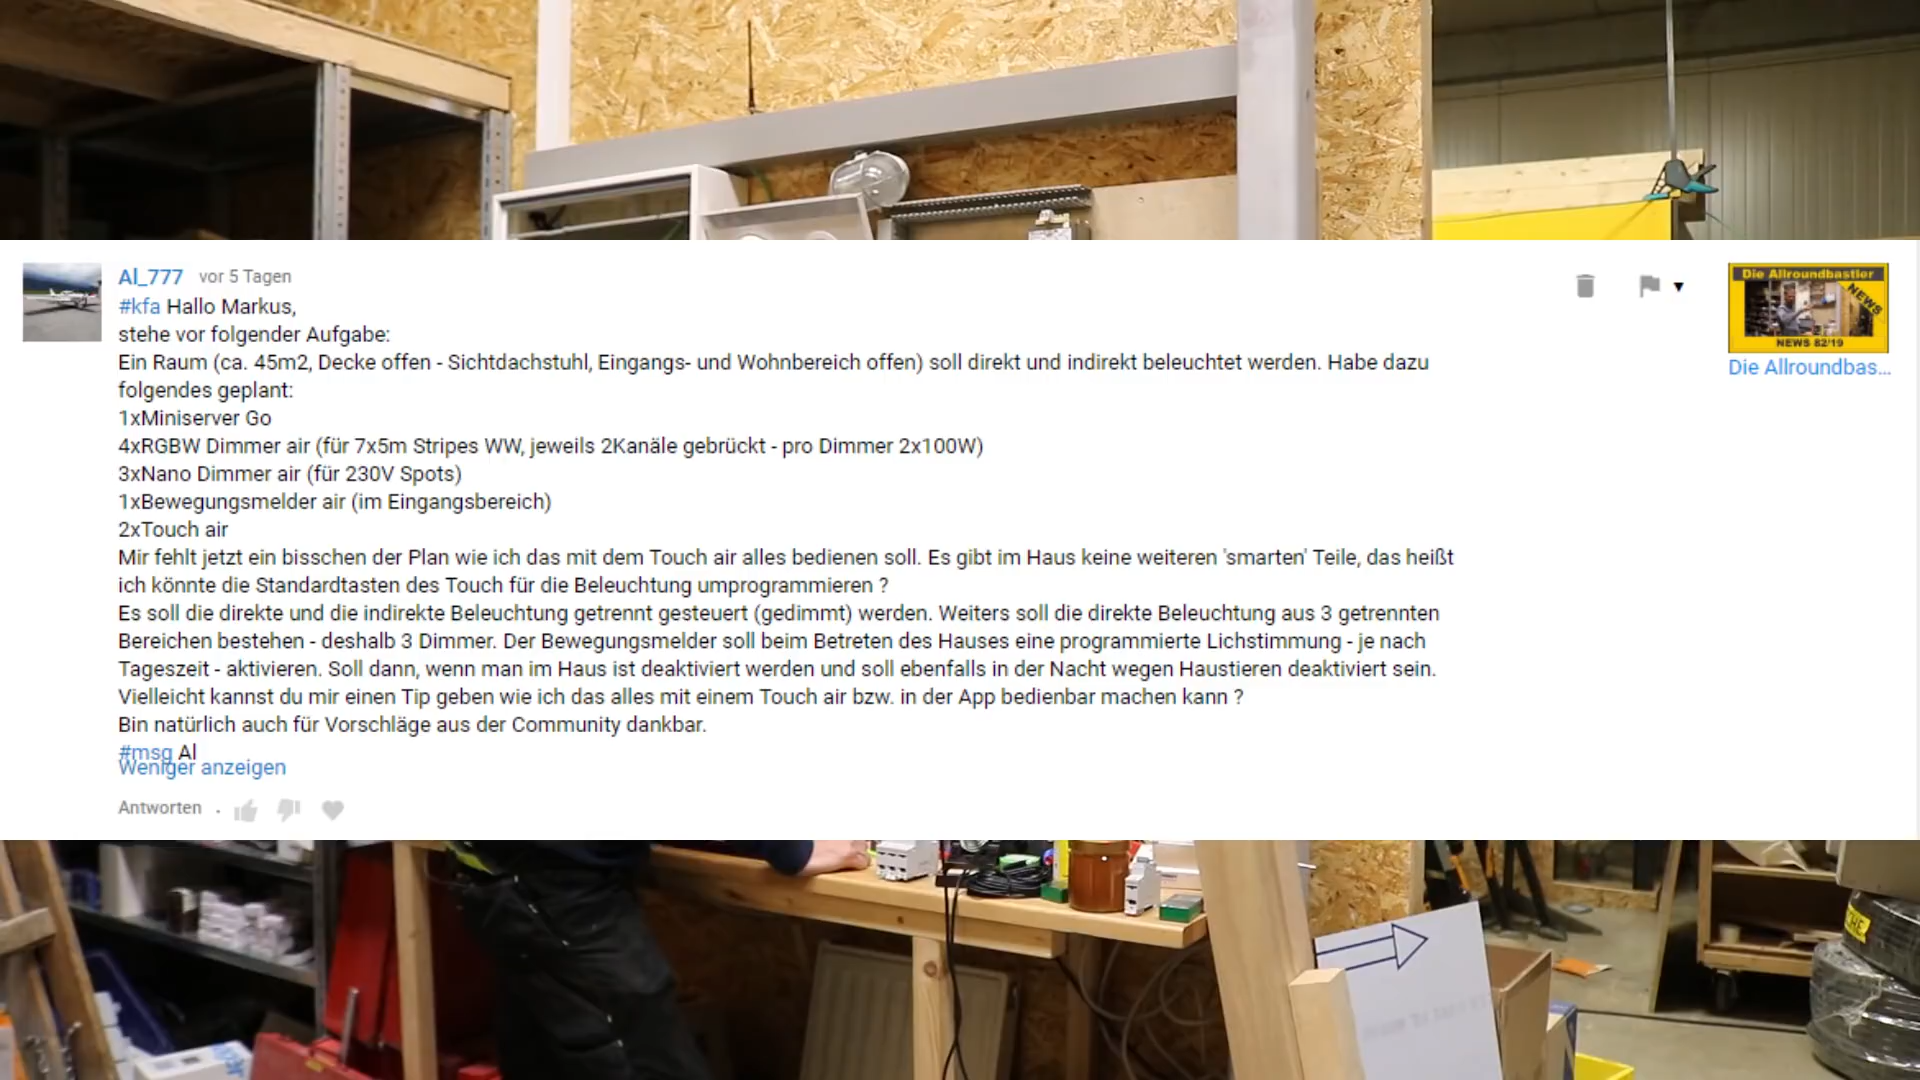 Al_777 vor 5 Tagen
#kfa Hallo Markus,
stehe vor folgender Aufgabe:
Ein Raum (ca. 45m2, Decke offen - Sichtdachstuhl, Eingangs- und Wohnbereich offen) soll direkt und indirekt beleuchtet werden. Habe dazu
folgendes geplant:
1xMiniserver Go
4xRGBW Dimmer air (für 7x5m Stripes WW, jeweils 2Kanäle gebrückt - pro Dimmer 2x100W)
3xNano Dimmer air (für 230V Spots)
1xBewegungsmelder air (im Eingangsbereich)
2xTouch air
Mir fehlt jetzt ein bisschen der Plan wie ich das mit dem Touch air alles bedienen soll. Es gibt im Haus keine weiteren 'smarten' Teile, das heißt
ich könnte die Standardtasten des Touch für die Beleuchtung umprogrammieren ?
Es soll die direkte und die indirekte Beleuchtung getrennt gesteuert (gedimmt) werden. Weiters soll die direkte Beleuchtung aus 3 getrennten
Bereichen bestehen - deshalb 3 Dimmer. Der Bewegungsmelder soll beim Betreten des Hauses eine programmierte Lichstimmung - je nach
Tageszeit - aktivieren. Soll dann, wenn man im Haus ist deaktiviert werden und soll ebenfalls in der Nacht wegen Haustieren deaktiviert sein.
Vielleicht kannst du mir einen Tip geben wie ich das alles mit einem Touch air bzw. in der App bedienbar machen kann ?
Bin natürlich auch für Vorschläge aus der Community dankbar.
#msg Al
Weniger anzeigen
Antworten
Die Allroundbastler
NEWS
NEWS 82/19
Die Allroundbas...